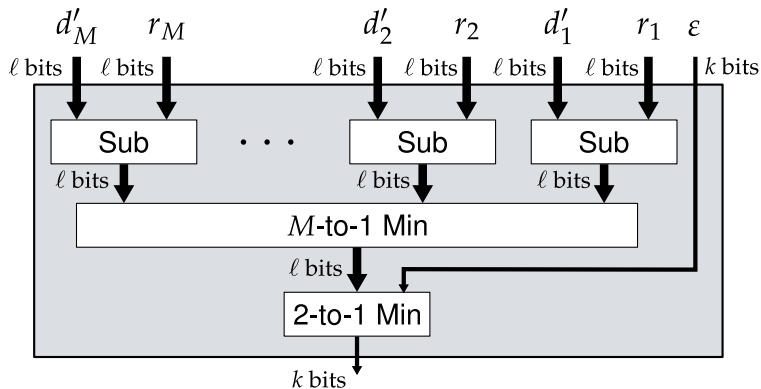 d′_M r_M d′_2 r_2 d′_1 r_1 ε
ℓ bits ℓ bits ℓ bits ℓ bits ℓ bits ℓ bits k bits
Sub · · · Sub Sub
ℓ bits ℓ bits ℓ bits
M-to-1 Min
ℓ bits
2-to-1 Min
k bits